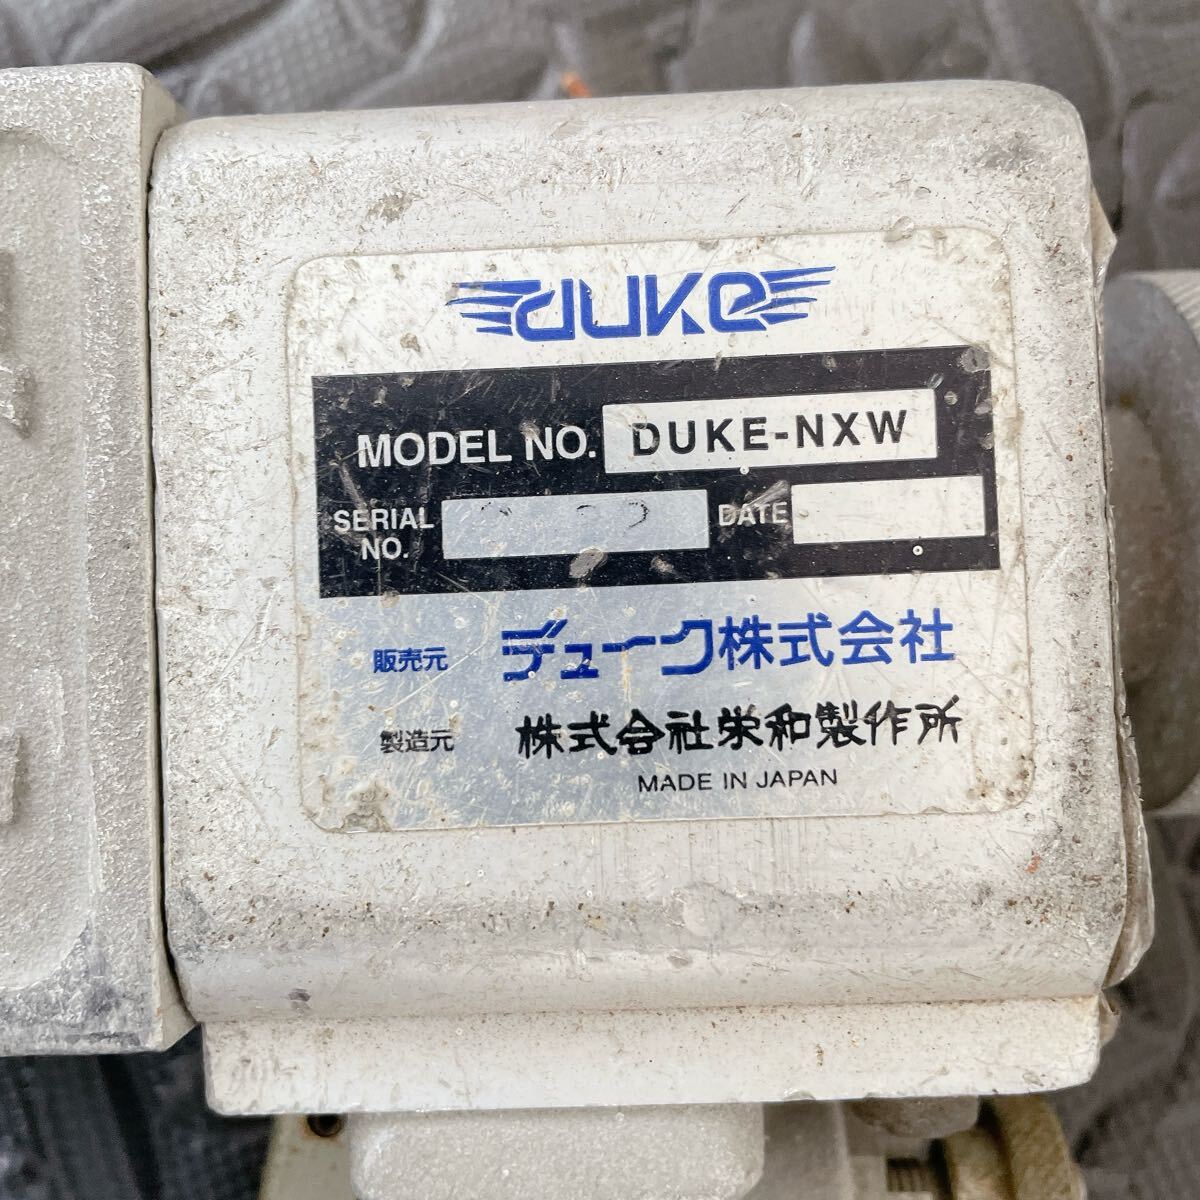 duke
MODEL NO. DUKE-NXW
SERIAL NO. DATE
販売元 デューク株式会社
製造元 株式会社栄和製作所
MADE IN JAPAN